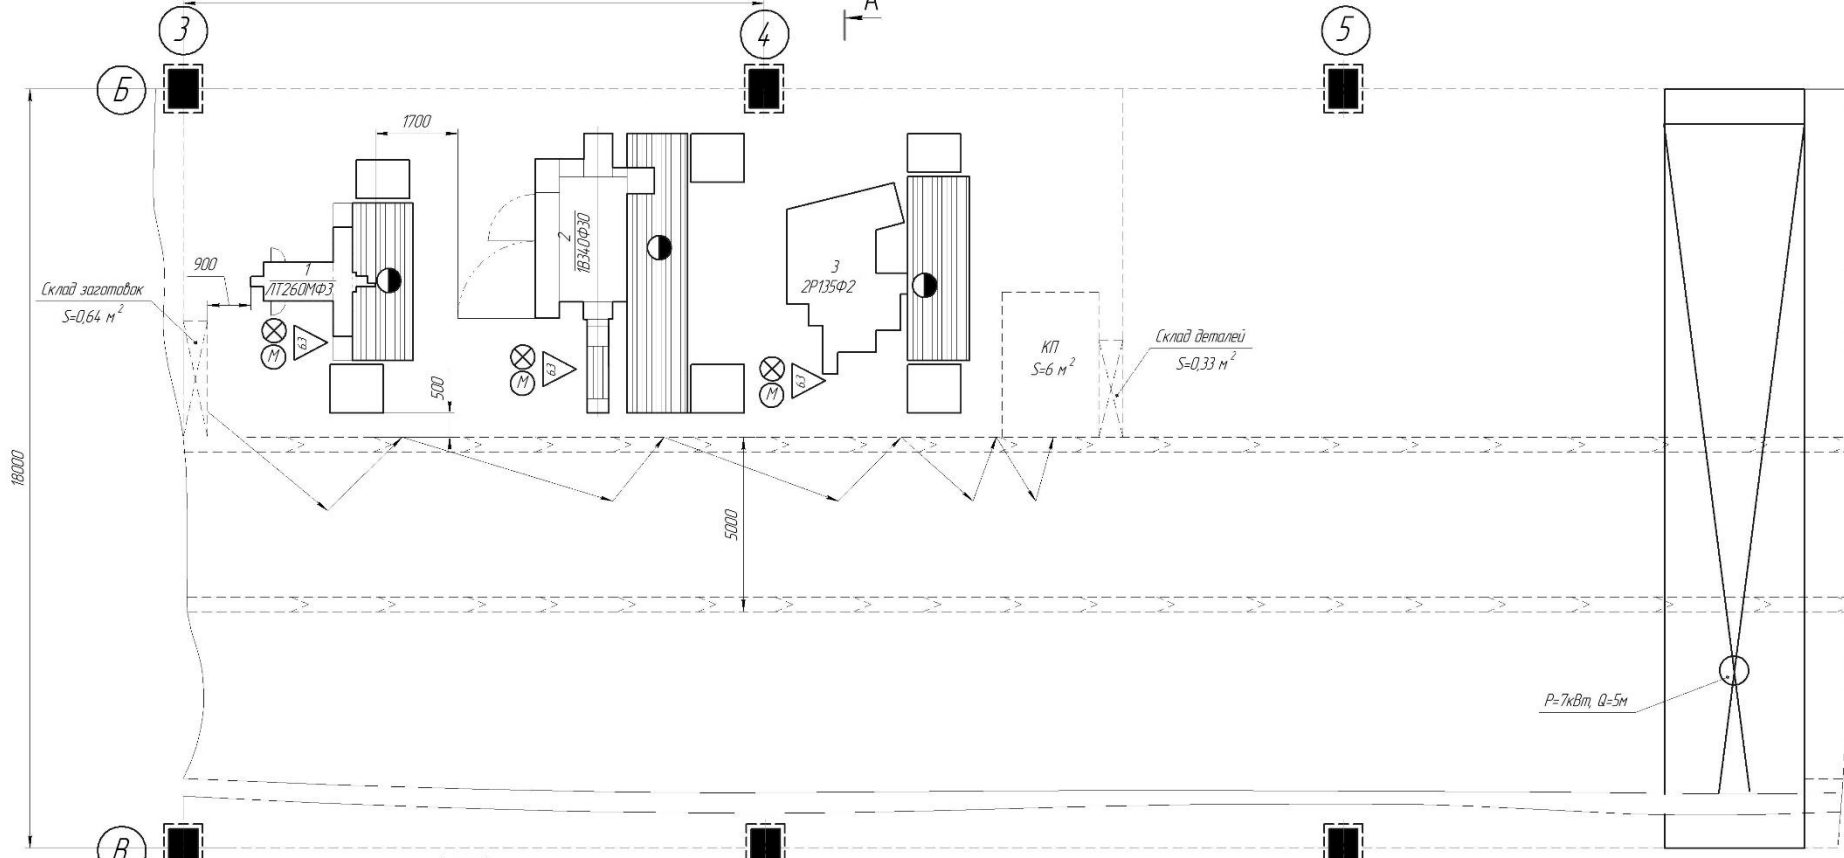 А
3
4
5
Б
1700
900
Склад заготовок
S=0,64 м²
1
ЛТ260МФ3
2
1В340Ф30
3
2Р135Ф2
М
63
М
63
М
63
500
КП
S=6 м²
Склад деталей
S=0,33 м²
18000
5000
Р=7кВт, Q=5м
В